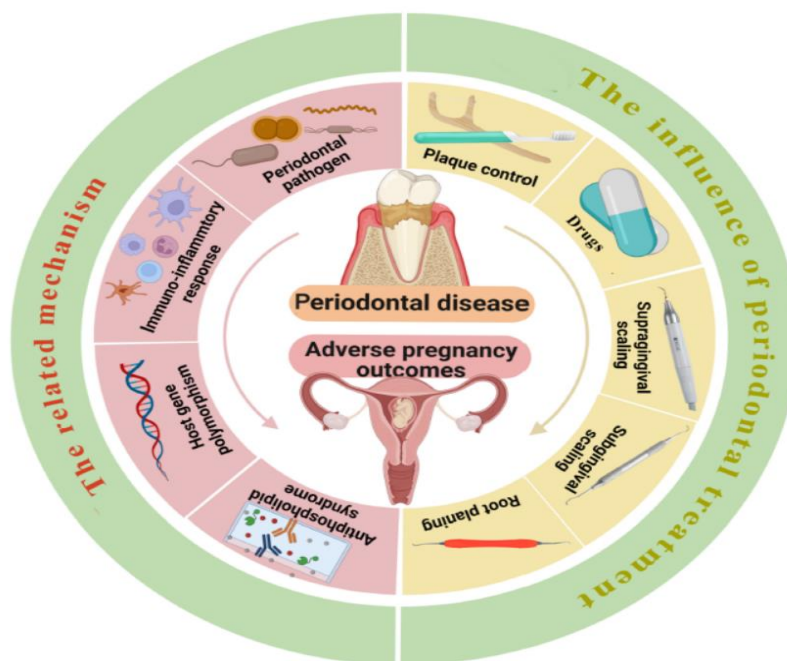 The related mechanism
The influence of periodontal treatment
Periodontal
pathogen
Immuno-inflammtory
response
Host gene
polymorphism
Antiphospholipid
syndrome
Plaque control
Drugs
Supragingival
scaling
Subgingival
scaling
Root planing
Periodontal disease
Adverse pregnancy
outcomes